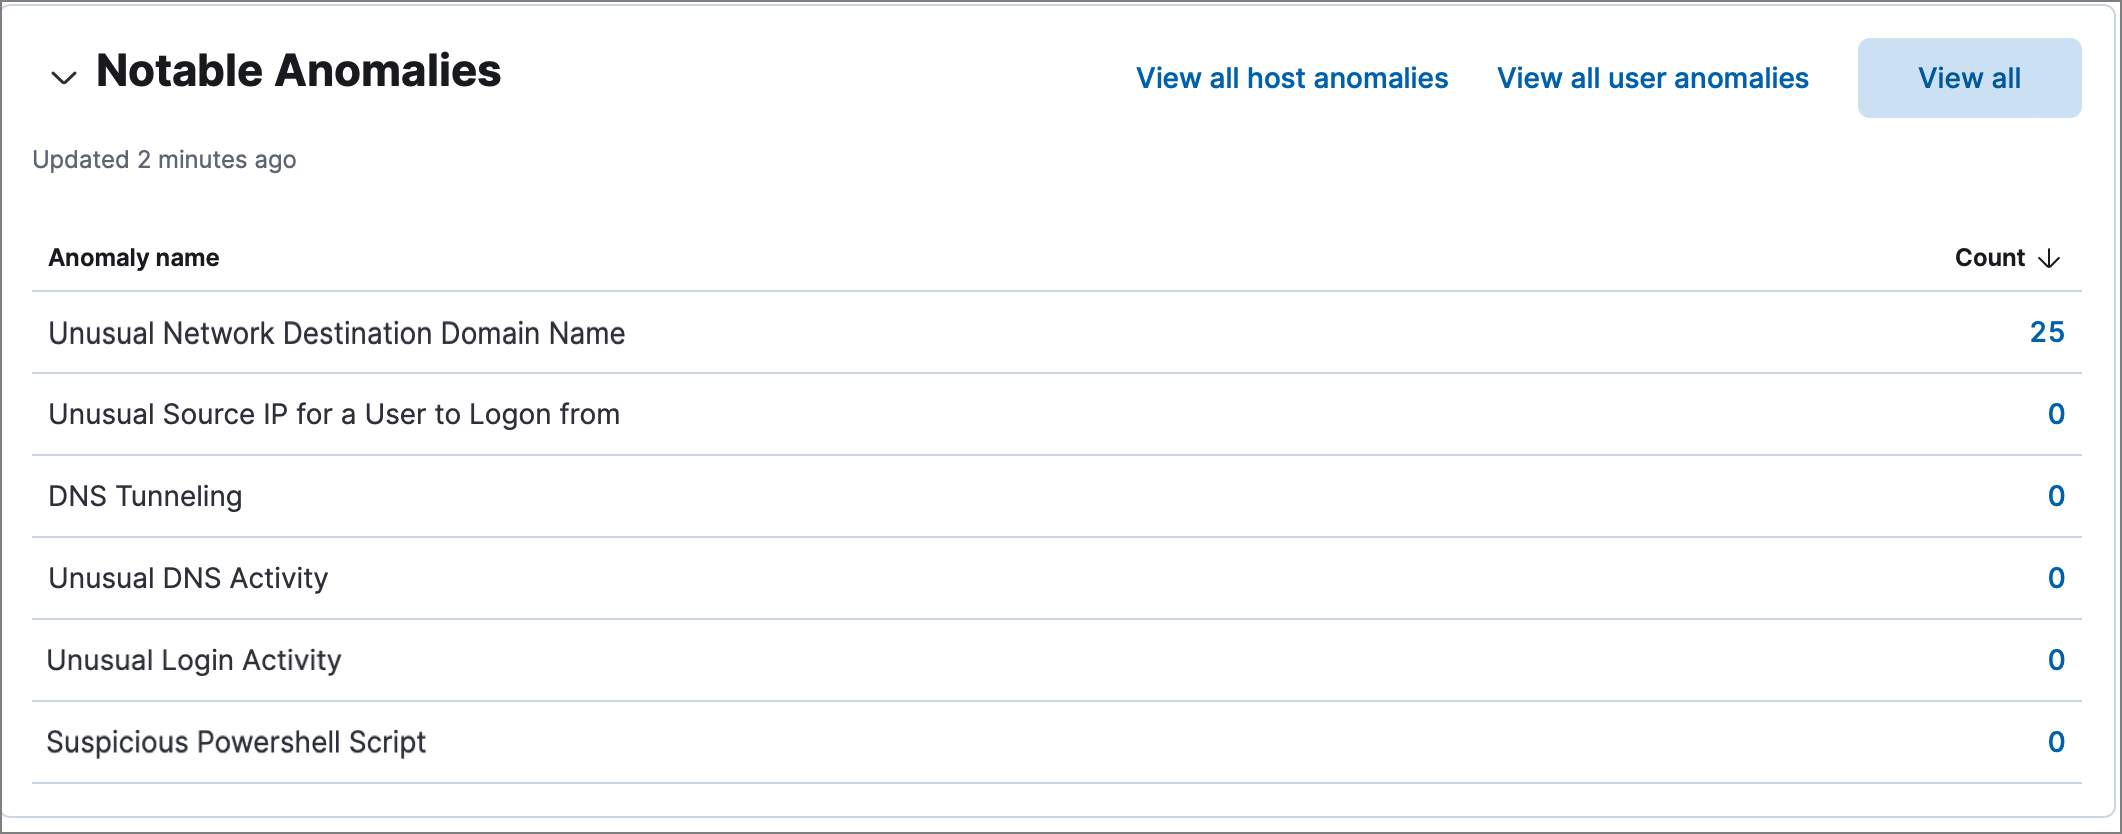 Notable Anomalies
View all host anomalies
View all user anomalies
View all
Updated 2 minutes ago
Anomaly name Count
Unusual Network Destination Domain Name 25
Unusual Source IP for a User to Logon from 0
DNS Tunneling 0
Unusual DNS Activity 0
Unusual Login Activity 0
Suspicious Powershell Script 0